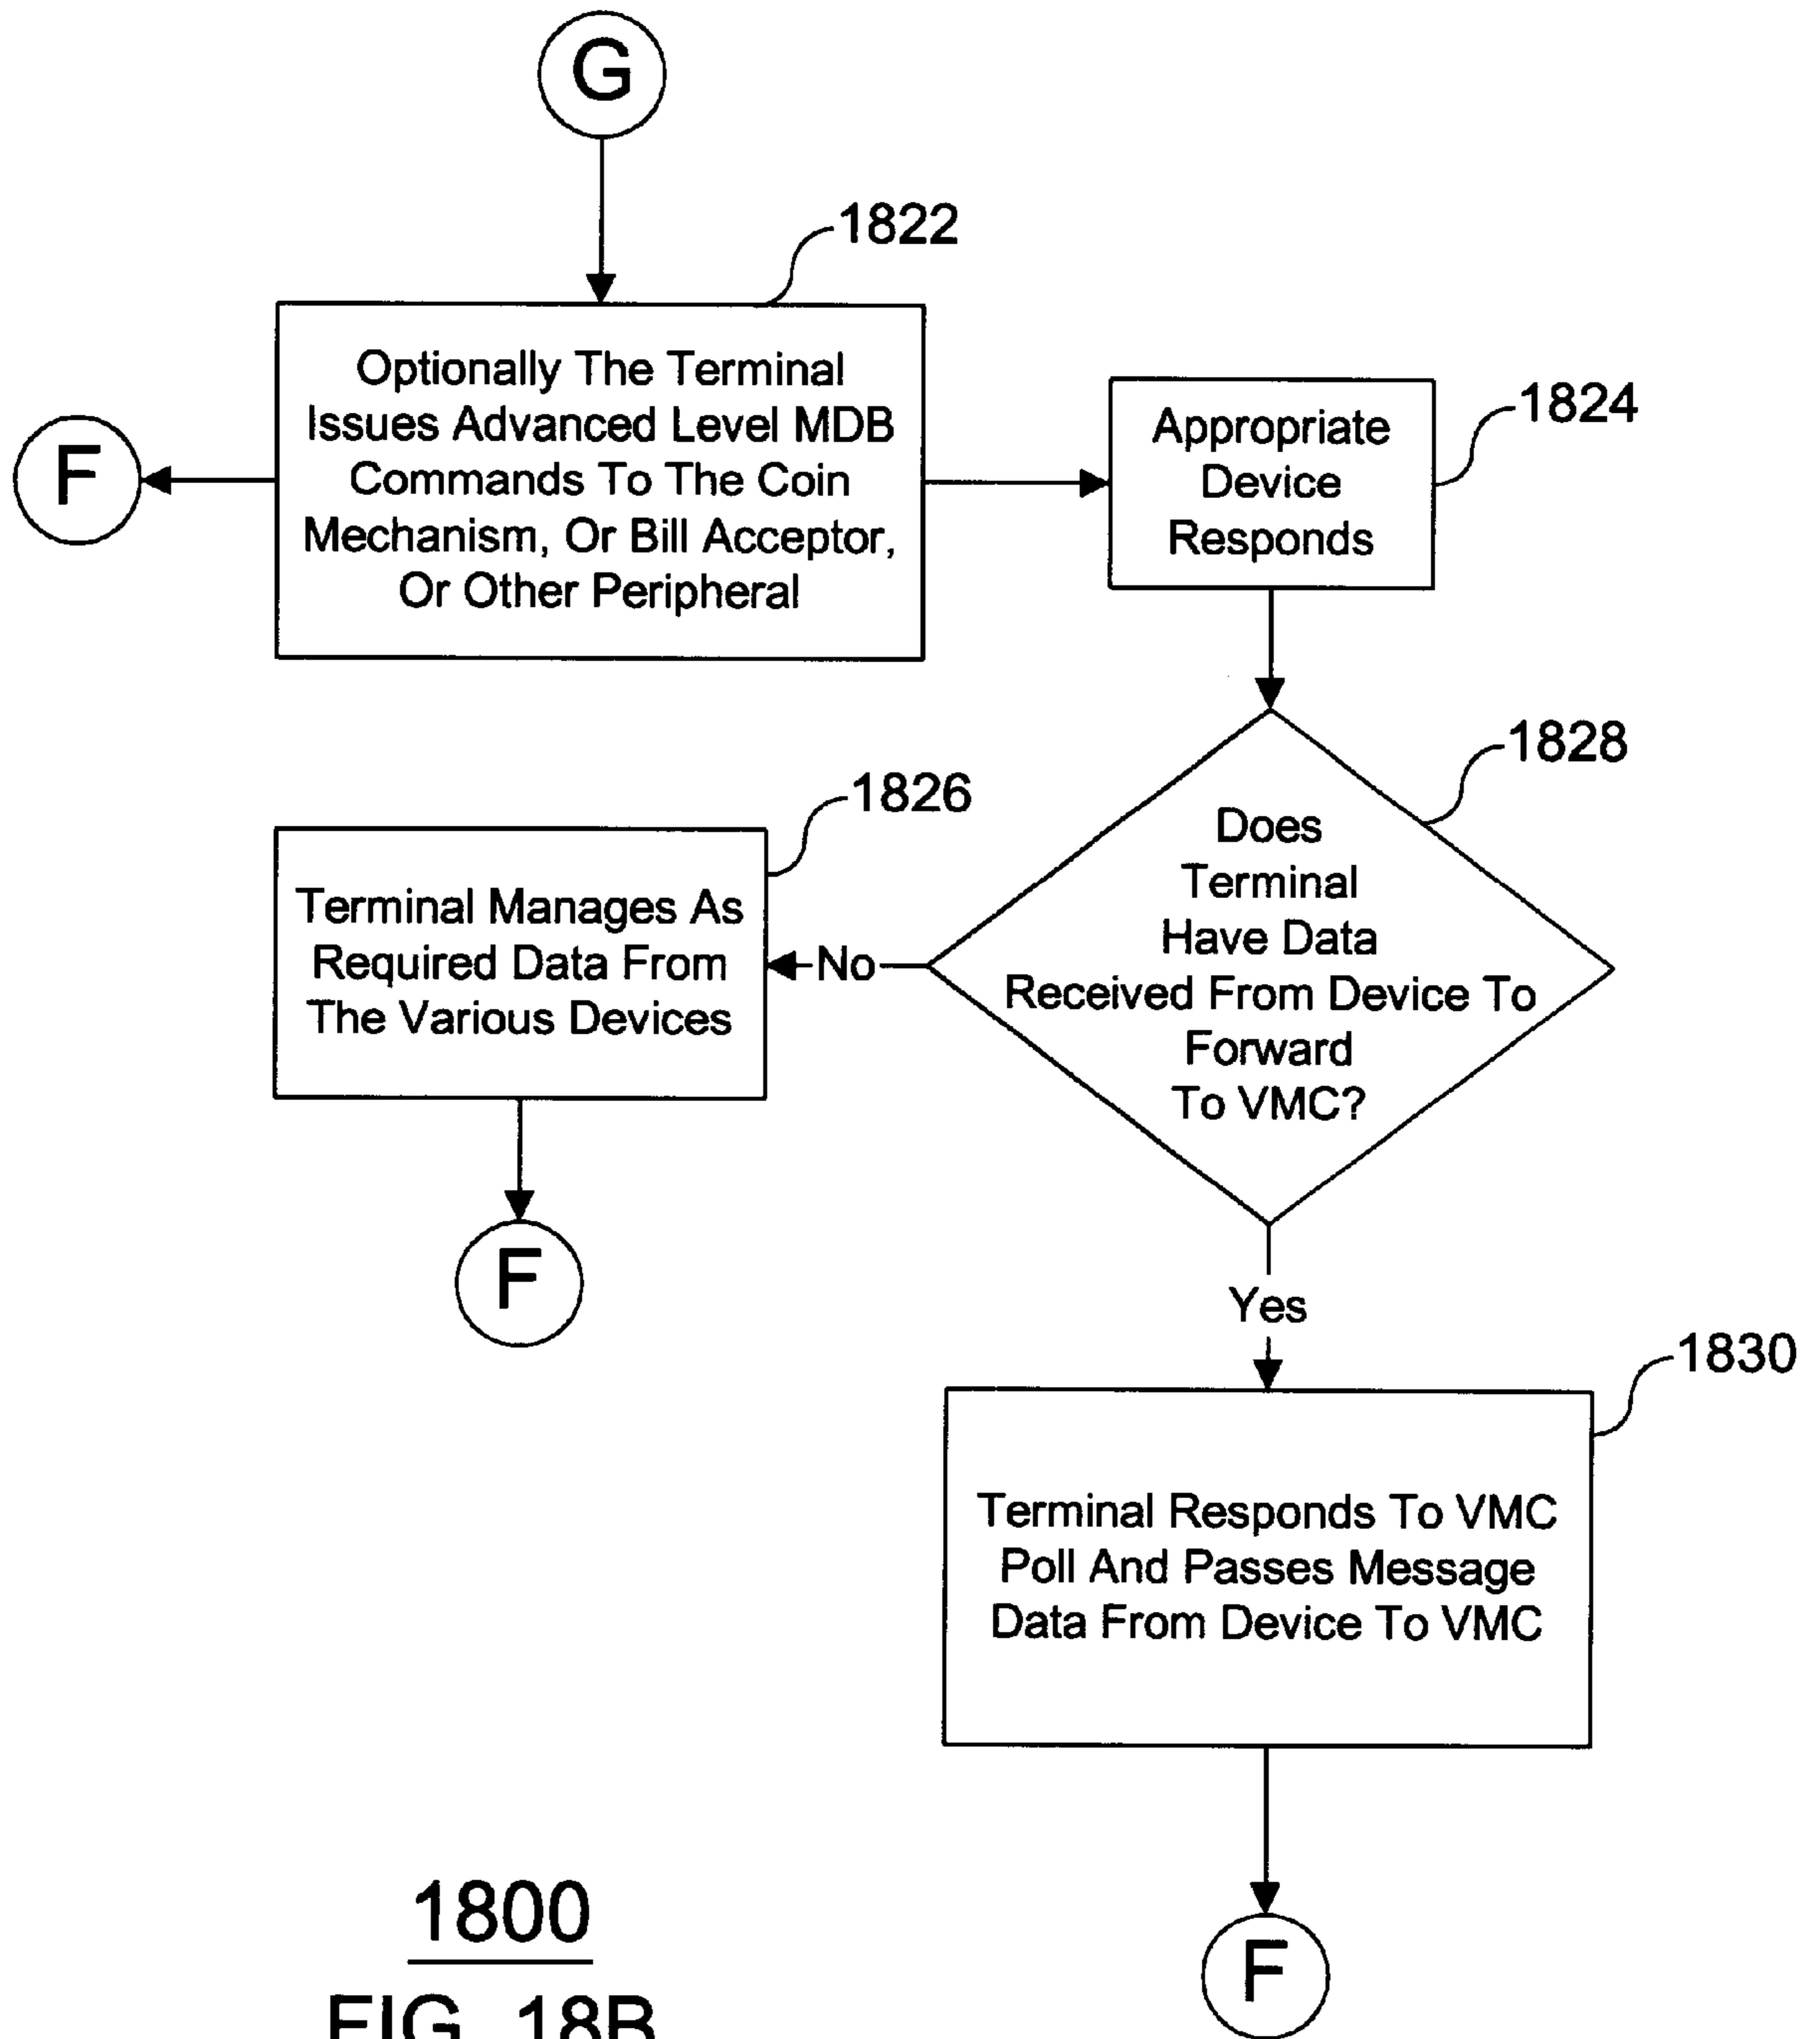 G
1822
Optionally The Terminal
Issues Advanced Level MDB
Commands To The Coin
Mechanism, Or Bill Acceptor,
Or Other Peripheral
F
1824
Appropriate
Device
Responds
1828
Does
Terminal
Have Data
Received From Device To
Forward
To VMC?
No
1826
Terminal Manages As
Required Data From
The Various Devices
F
Yes
1830
Terminal Responds To VMC
Poll And Passes Message
Data From Device To VMC
F
1800
FIG. 18B